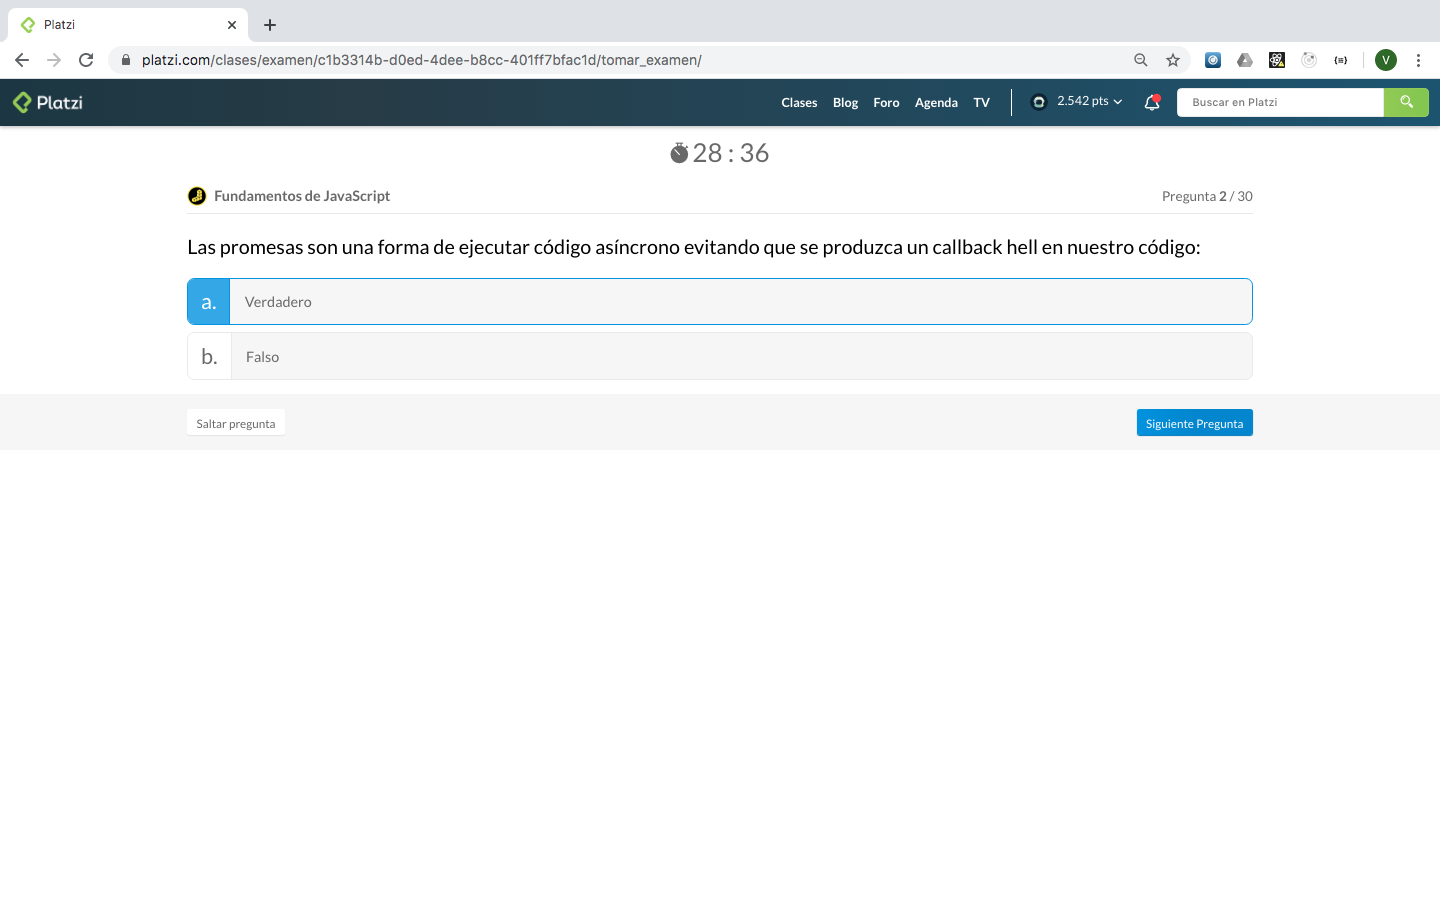 Platzi
platzi.com/clases/examen/c1b3314b-d0ed-4dee-b8cc-401ff7bfac1d/tomar_examen/
V
Platzi
Clases Blog Foro Agenda TV 2.542 pts Buscar en Platzi
28 : 36
Fundamentos de JavaScript Pregunta 2 / 30
Las promesas son una forma de ejecutar código asíncrono evitando que se produzca un callback hell en nuestro código:
a. Verdadero
b. Falso
Saltar pregunta Siguiente Pregunta